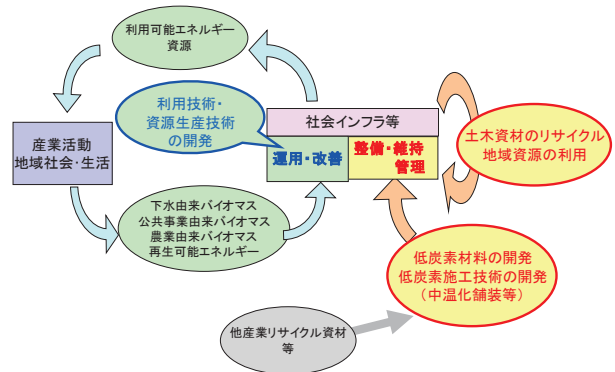 利用可能エネルギー
資源
利用技術・
資源生産技術
の開発
社会インフラ等
運用・改善
整備・維持
管理
土木資材のリサイクル
地域資源の利用
産業活動
地域社会・生活
下水由来バイオマス
公共事業由来バイオマス
農業由来バイオマス
再生可能エネルギー
低炭素材料の開発
低炭素施工技術の開発
（中温化舗装等）
他産業リサイクル資材
等